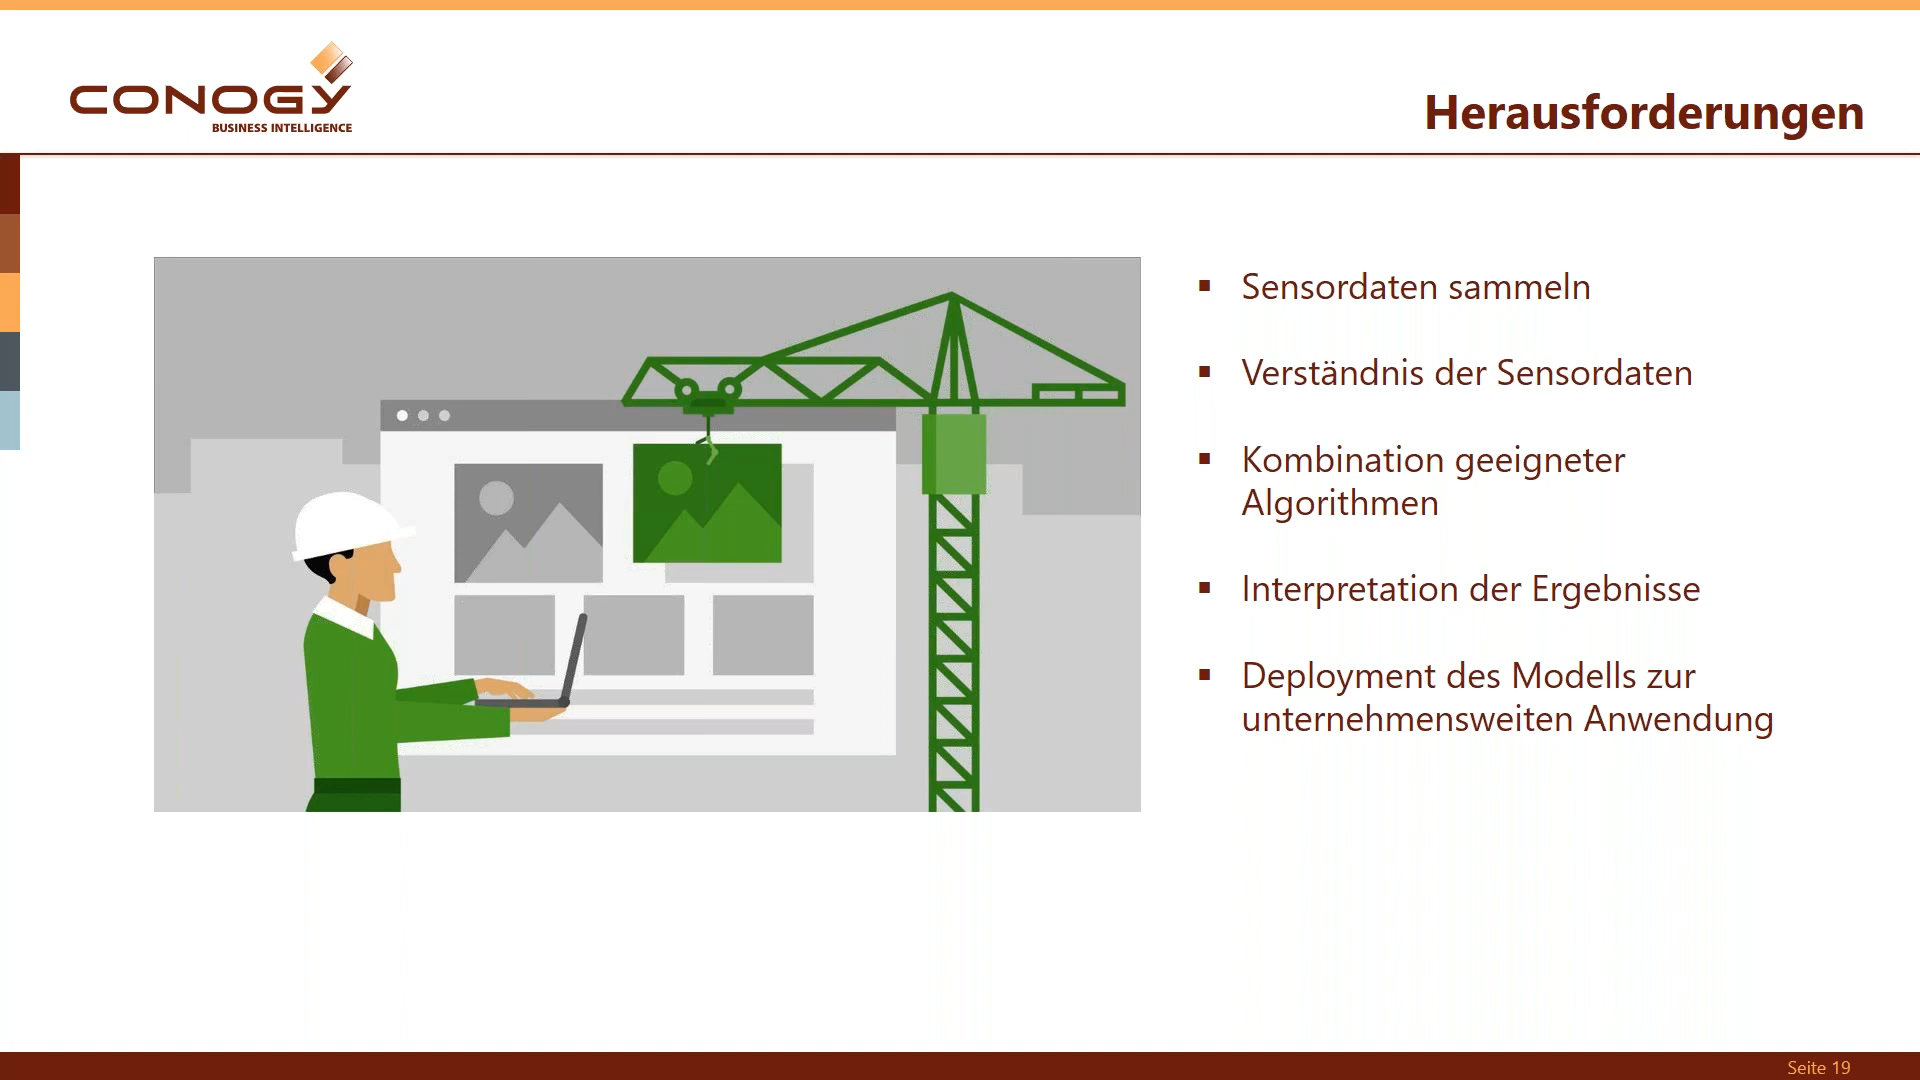 CONOGY
BUSINESS INTELLIGENCE
Herausforderungen
▪ Sensordaten sammeln
▪ Verständnis der Sensordaten
▪ Kombination geeigneter
Algorithmen
▪ Interpretation der Ergebnisse
▪ Deployment des Modells zur
unternehmensweiten Anwendung
Seite 19